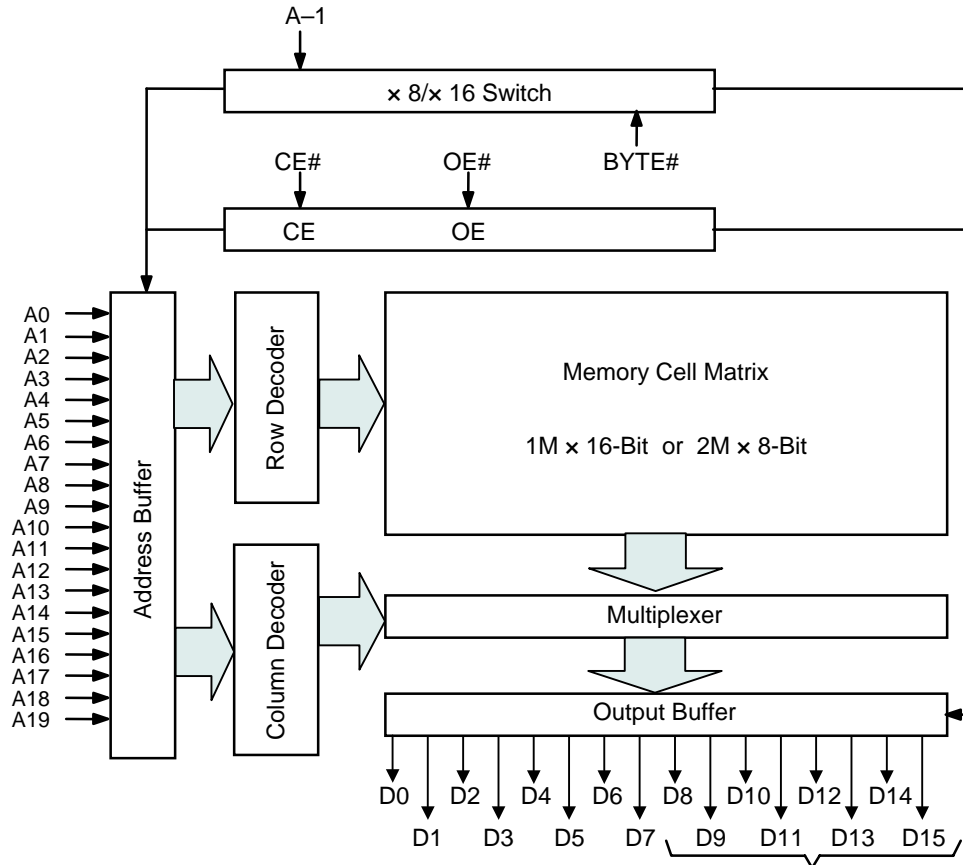 A–1
× 8/× 16 Switch
CE#
OE#
BYTE#
CE
OE
A0
A1
A2
A3
A4
A5
A6
A7
A8
A9
A10
A11
A12
A13
A14
A15
A16
A17
A18
A19
Address Buffer
Row Decoder
Column Decoder
Memory Cell Matrix
1M × 16-Bit or 2M × 8-Bit
Multiplexer
Output Buffer
D0 D2 D4 D6 D8 D10 D12 D14
D1 D3 D5 D7 D9 D11 D13 D15